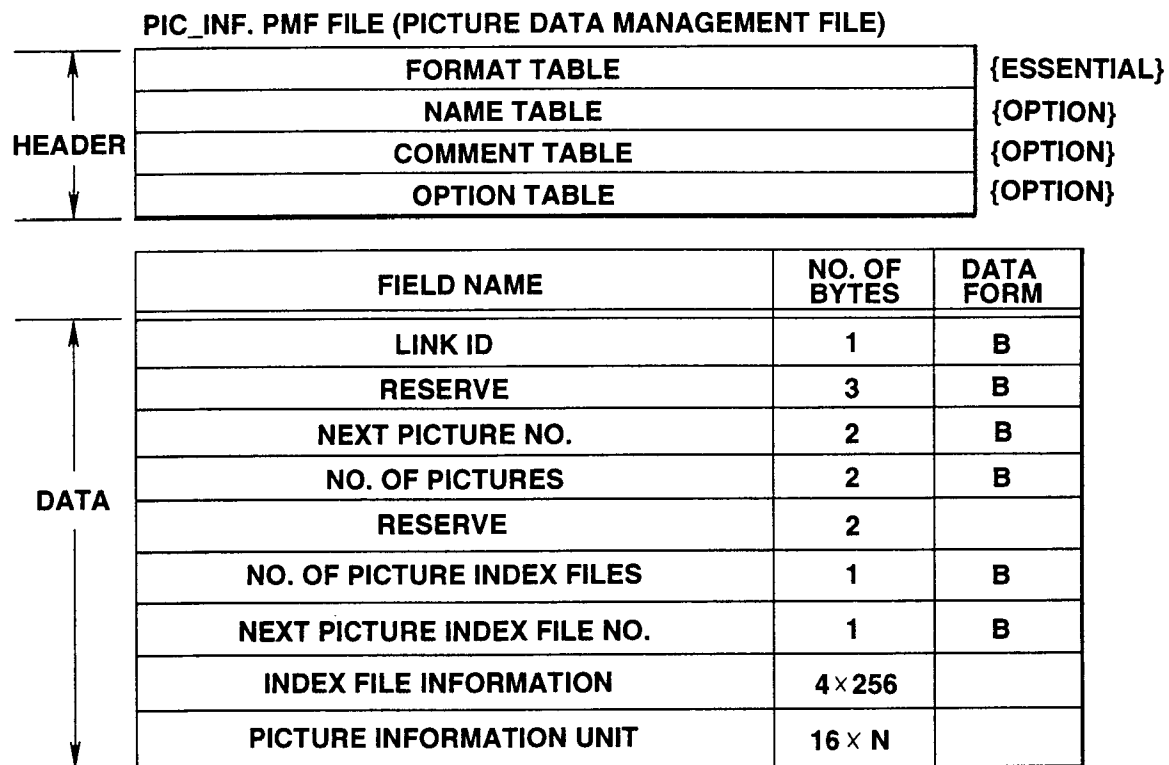 PIC_INF. PMF FILE (PICTURE DATA MANAGEMENT FILE)
FORMAT TABLE {ESSENTIAL}
NAME TABLE {OPTION}
HEADER
COMMENT TABLE {OPTION}
OPTION TABLE {OPTION}
FIELD NAME NO. OF BYTES DATA FORM
LINK ID 1 B
RESERVE 3 B
NEXT PICTURE NO. 2 B
NO. OF PICTURES 2 B
DATA
RESERVE 2
NO. OF PICTURE INDEX FILES 1 B
NEXT PICTURE INDEX FILE NO. 1 B
INDEX FILE INFORMATION 4×256
PICTURE INFORMATION UNIT 16 × N